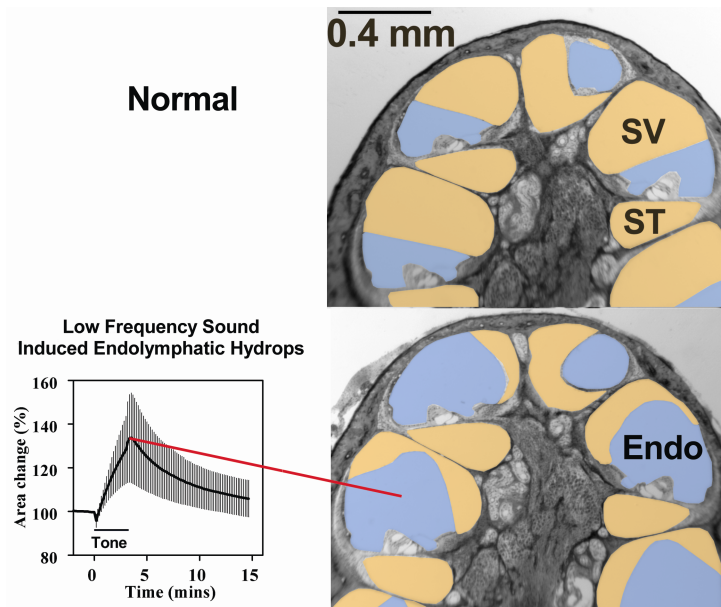 0.4 mm
Normal
SV
ST
Low Frequency Sound
Induced Endolymphatic Hydrops
Area change (%)
160
140
120
100
80
Tone
0
5
10
15
Time (mins)
Endo